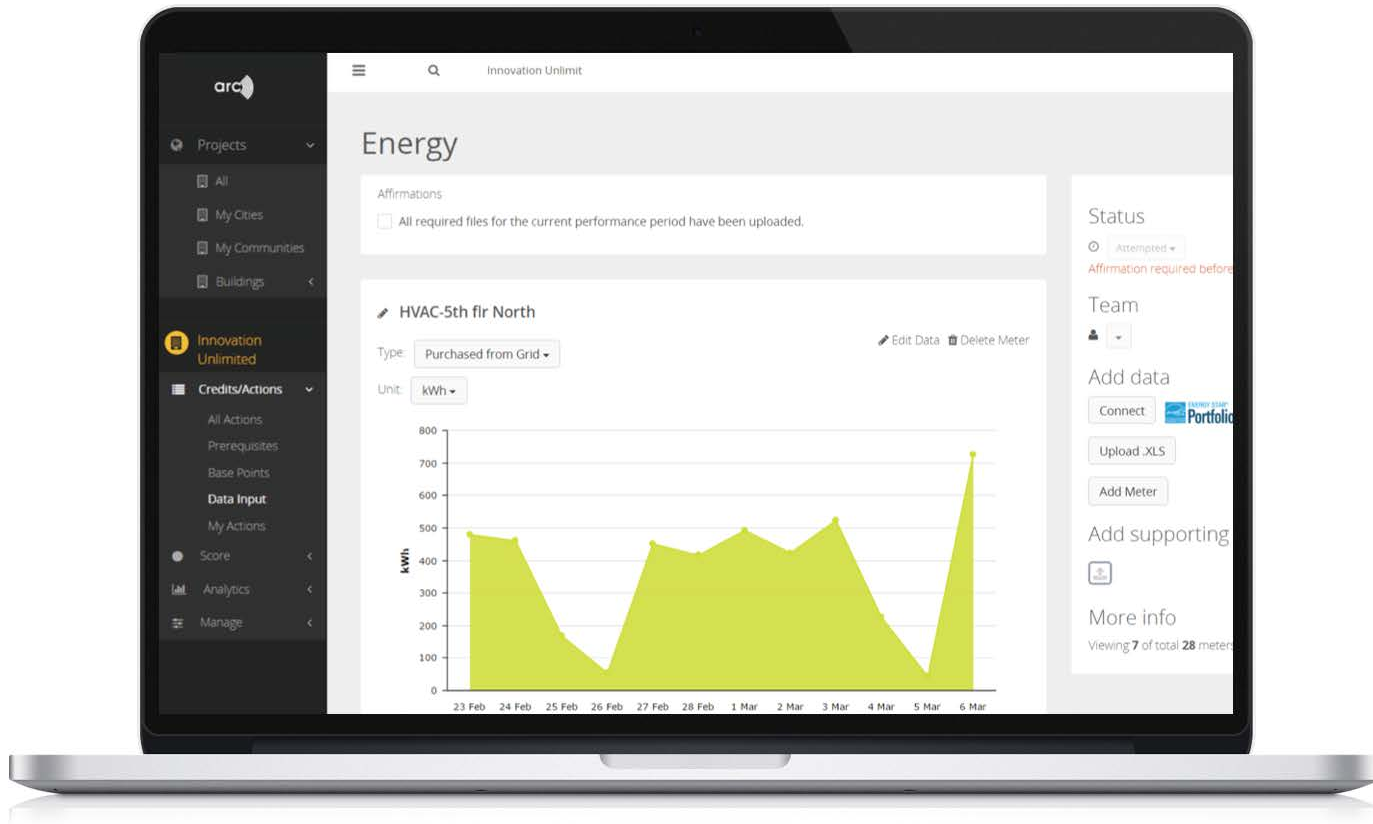 arc
Innovation Unlimit
Projects
All
My Cities
My Communities
Buildings
Innovation
Unlimited
Credits/Actions
All Actions
Prerequisites
Base Points
Data Input
My Actions
Score
Analytics
Manage
Energy
Affirmations
All required files for the current performance period have been uploaded.
HVAC-5th flr North
Edit Data Delete Meter
Type: Purchased from Grid
Unit: kWh
800
700
600
500
400
300
200
100
0
kWh
23 Feb 24 Feb 25 Feb 26 Feb 27 Feb 28 Feb 1 Mar 2 Mar 3 Mar 4 Mar 5 Mar 6 Mar
Status
Attempted
Affirmation required before
Team
Add data
Connect
ENERGY STAR
Portfolio
Upload .XLS
Add Meter
Add supporting
More info
Viewing 7 of total 28 meters